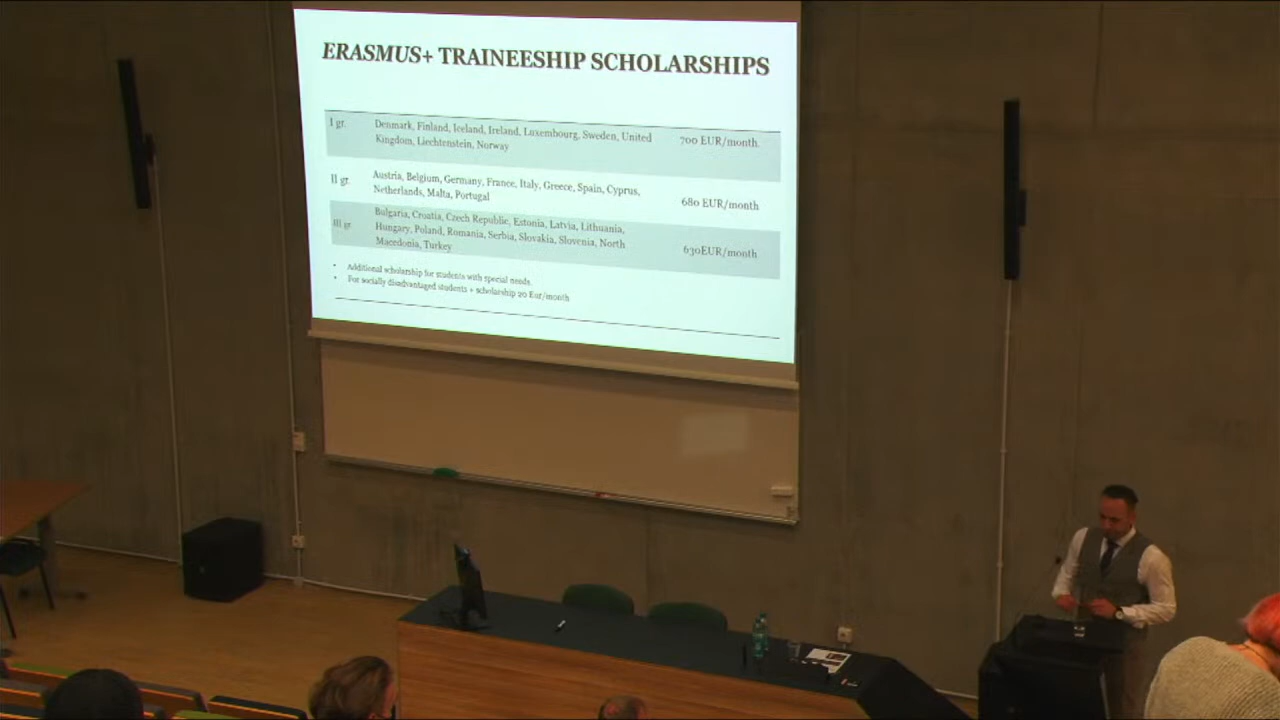 ERASMUS+ TRAINEESHIP SCHOLARSHIPS
I gr.
Denmark, Finland, Iceland, Ireland, Luxembourg, Sweden, United
Kingdom, Liechtenstein, Norway
700 EUR/month.
II gr.
Austria, Belgium, Germany, France, Italy, Greece, Spain, Cyprus,
Netherlands, Malta, Portugal
680 EUR/month
III gr.
Bulgaria, Croatia, Czech Republic, Estonia, Latvia, Lithuania,
Hungary, Poland, Romania, Serbia, Slovakia, Slovenia, North
Macedonia, Turkey
630EUR/month
• Additional scholarship for students with special needs.
• For socially disadvantaged students + scholarship 20 Eur/month